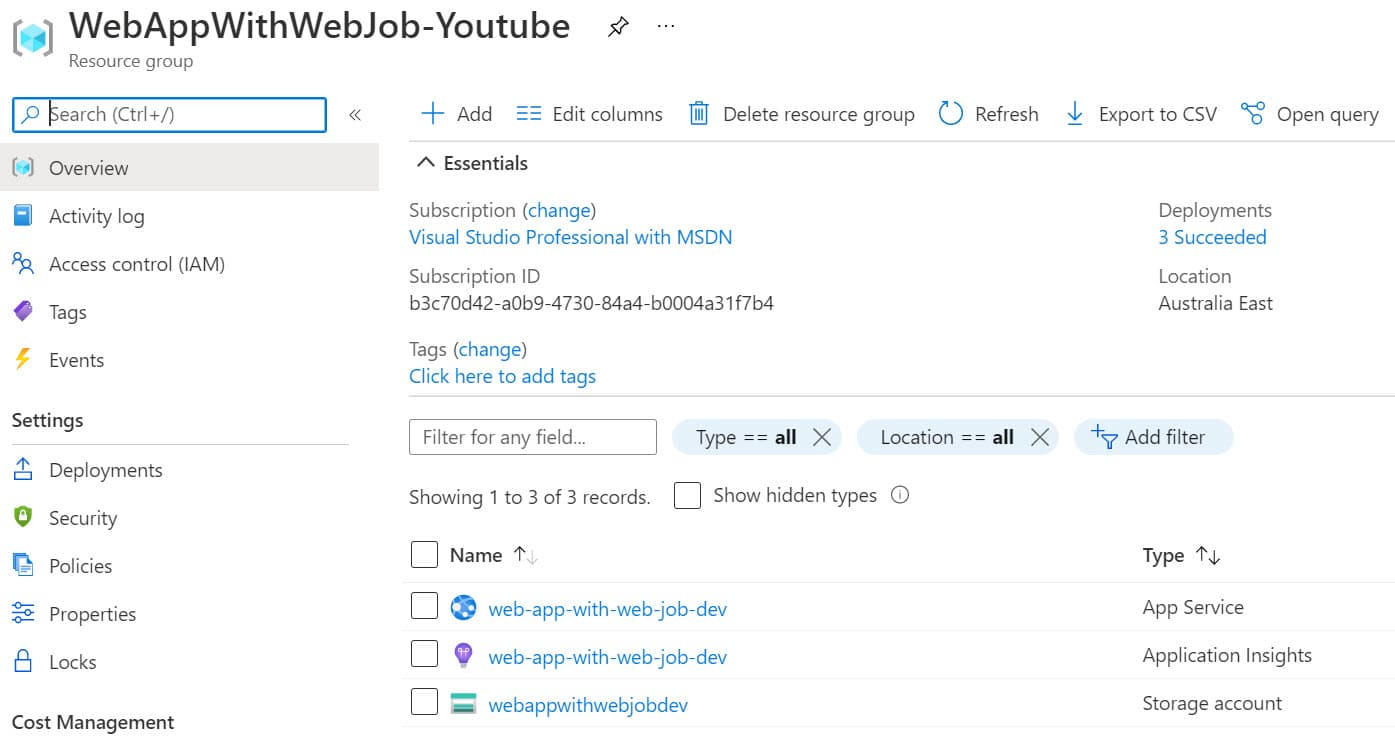 WebAppWithWebJob-Youtube
Resource group
Search (Ctrl+/)
Overview
Activity log
Access control (IAM)
Tags
Events
Settings
Deployments
Security
Policies
Properties
Locks
Cost Management
Add Edit columns Delete resource group Refresh Export to CSV Open query
Essentials
Subscription (change)
Visual Studio Professional with MSDN
Subscription ID
b3c70d42-a0b9-4730-84a4-b0004a31f7b4
Tags (change)
Click here to add tags
Deployments
3 Succeeded
Location
Australia East
Filter for any field... Type == all Location == all Add filter
Showing 1 to 3 of 3 records. Show hidden types
Name Type
web-app-with-web-job-dev App Service
web-app-with-web-job-dev Application Insights
webappwithwebjobdev Storage account